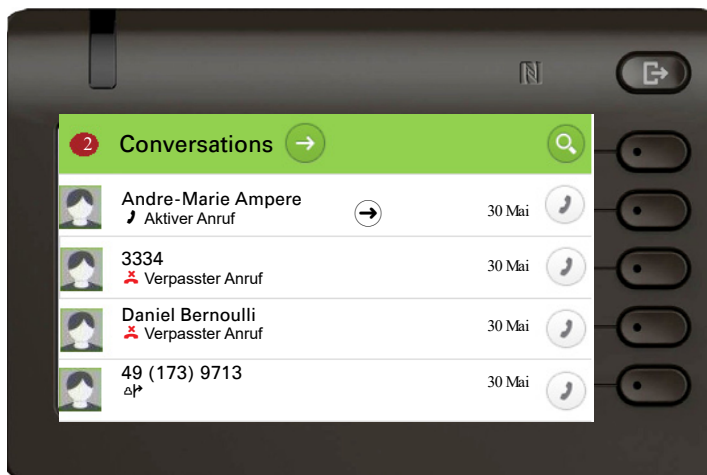 2 Conversations
Andre-Marie Ampere
Aktiver Anruf
30 Mai
3334
Verpasster Anruf
30 Mai
Daniel Bernoulli
Verpasster Anruf
30 Mai
49 (173) 9713
30 Mai